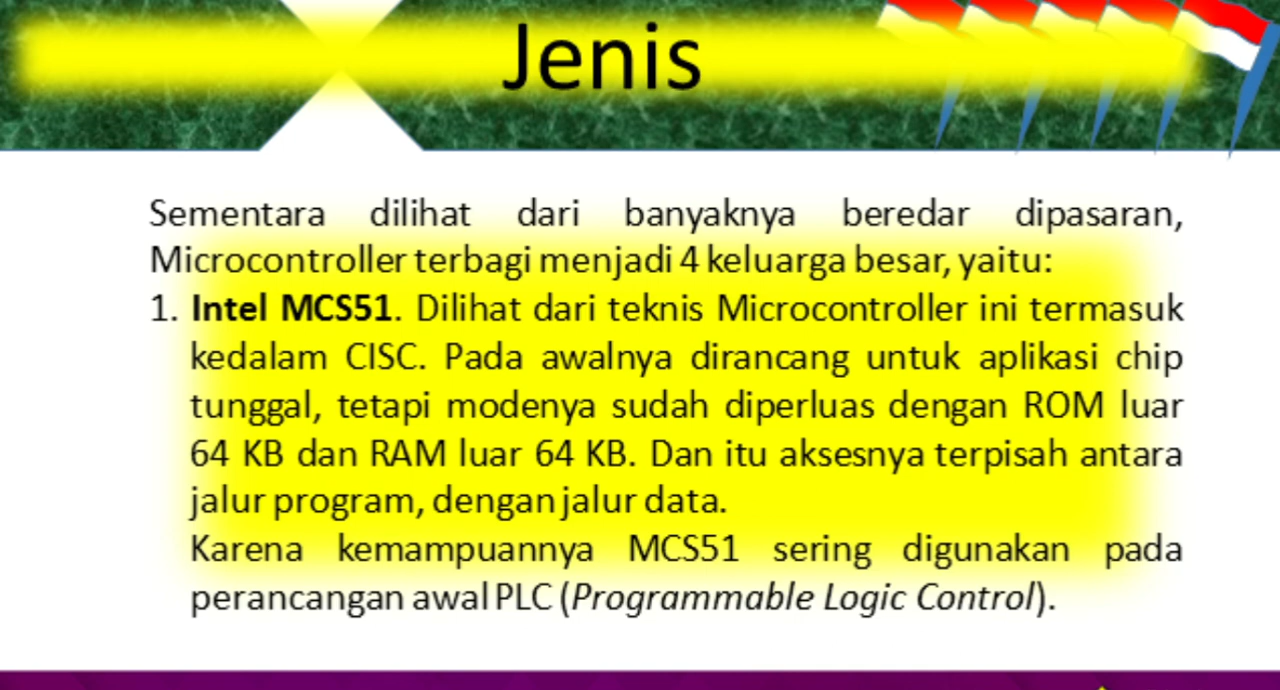 Jenis
Sementara dilihat dari banyaknya beredar dipasaran,
Microcontroller terbagi menjadi 4 keluarga besar, yaitu:
1. Intel MCS51. Dilihat dari teknis Microcontroller ini termasuk
kedalam CISC. Pada awalnya dirancang untuk aplikasi chip
tunggal, tetapi modenya sudah diperluas dengan ROM luar
64 KB dan RAM luar 64 KB. Dan itu aksesnya terpisah antara
jalur program, dengan jalur data.
Karena kemampuannya MCS51 sering digunakan pada
perancangan awal PLC (Programmable Logic Control).